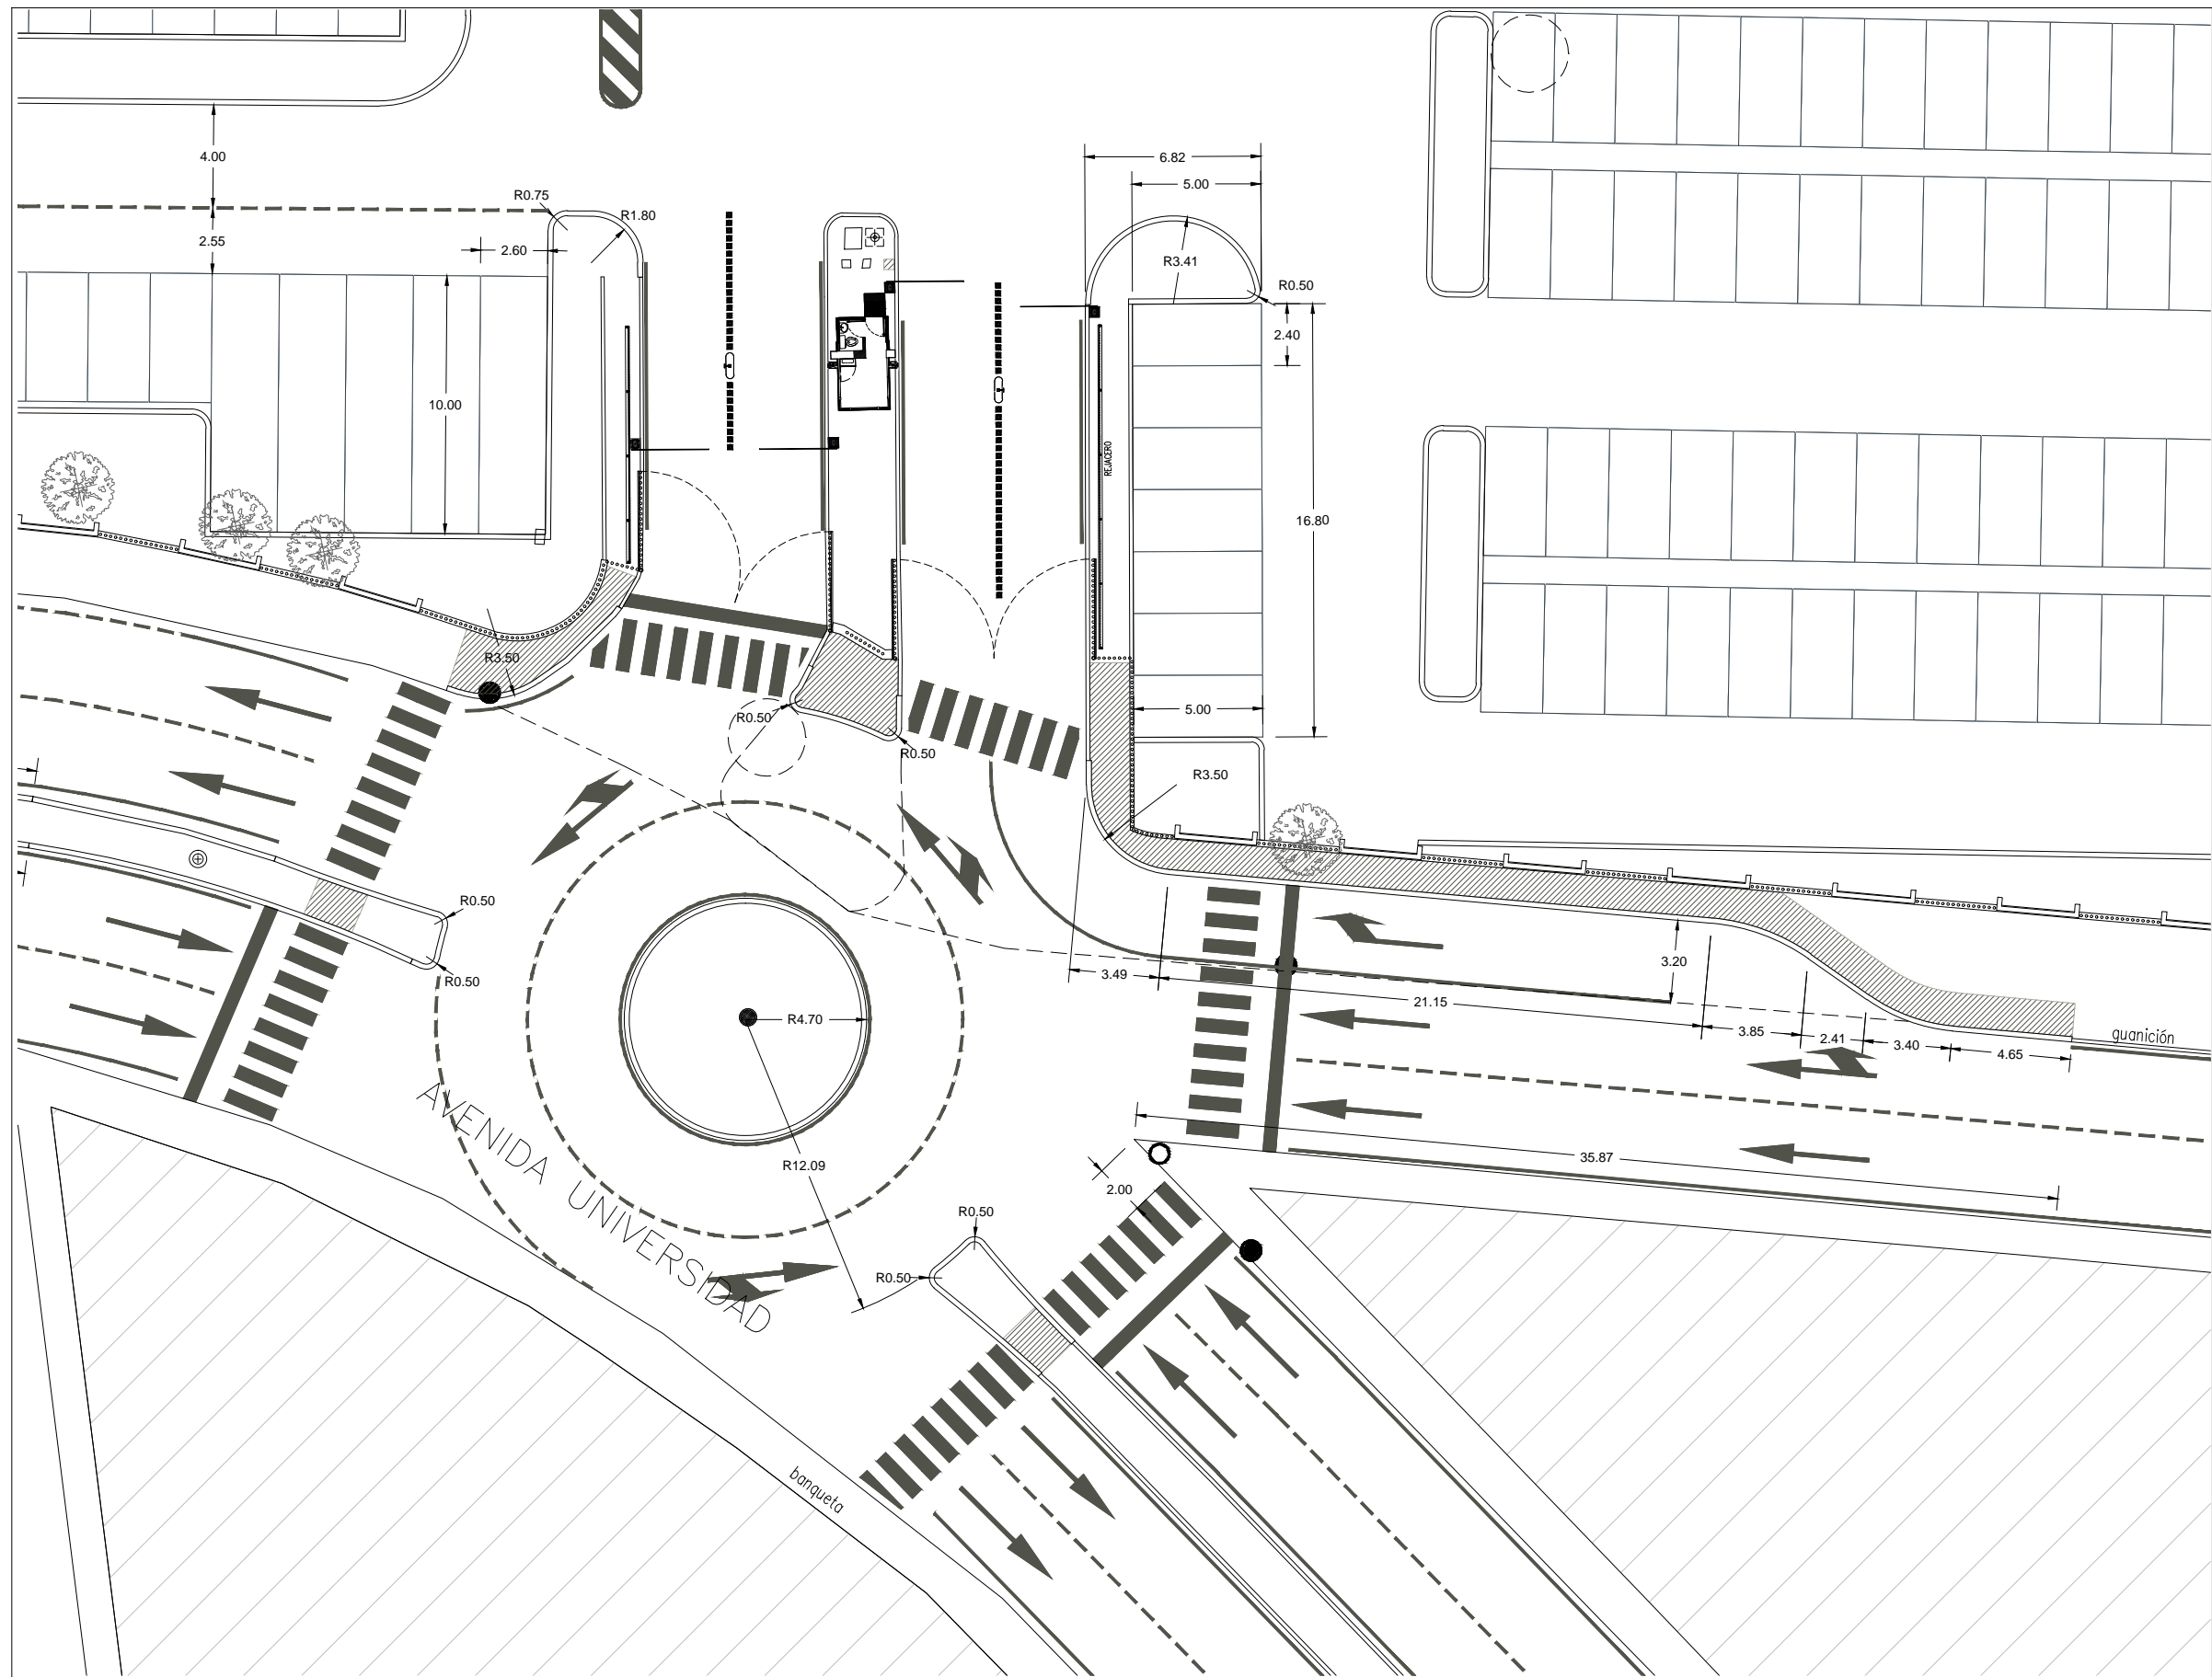 4.00
6.82
5.00
R0.75
R1.80
2.55
2.60
R3.41
R0.50
2.40
10.00
REJACERO
16.80
R3.50
R0.50
5.00
R0.50
R3.50
R0.50
R0.50
3.20
3.49
21.15
R4.70
3.85
2.41
3.40
4.65
guanición
AVENIDA UNIVERSIDAD
R12.09
35.87
2.00
R0.50
R0.50
banqueta